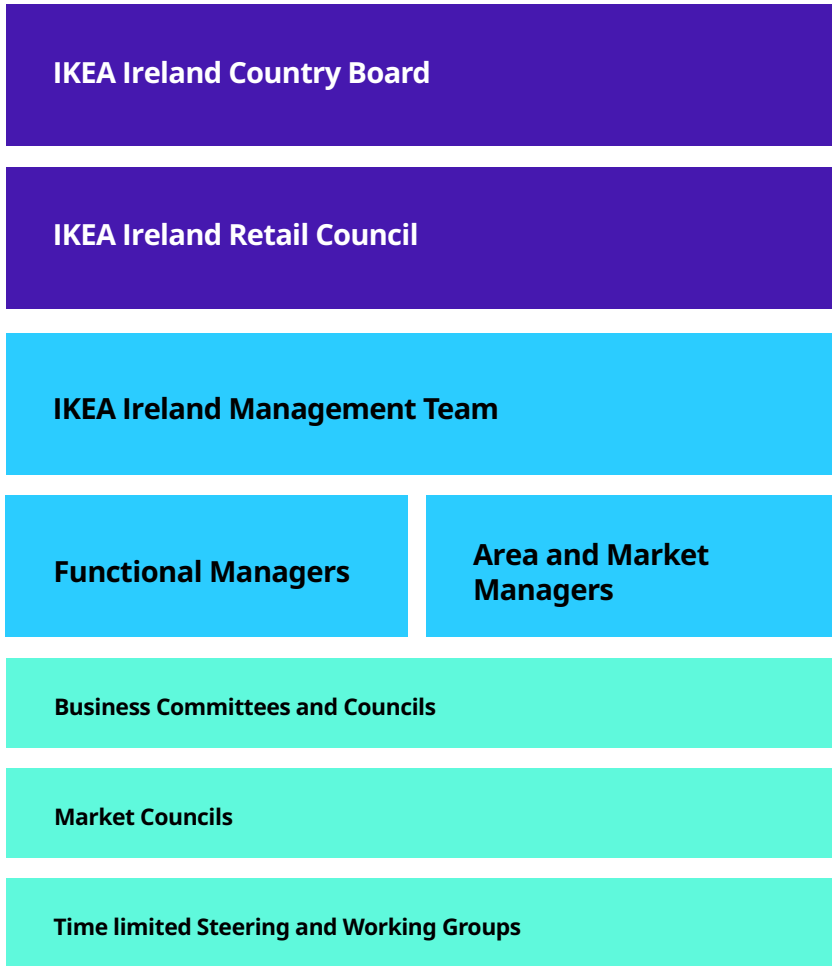 IKEA Ireland Country Board
IKEA Ireland Retail Council
IKEA Ireland Management Team
Functional Managers
Area and Market
Managers
Business Committees and Councils
Market Councils
Time limited Steering and Working Groups